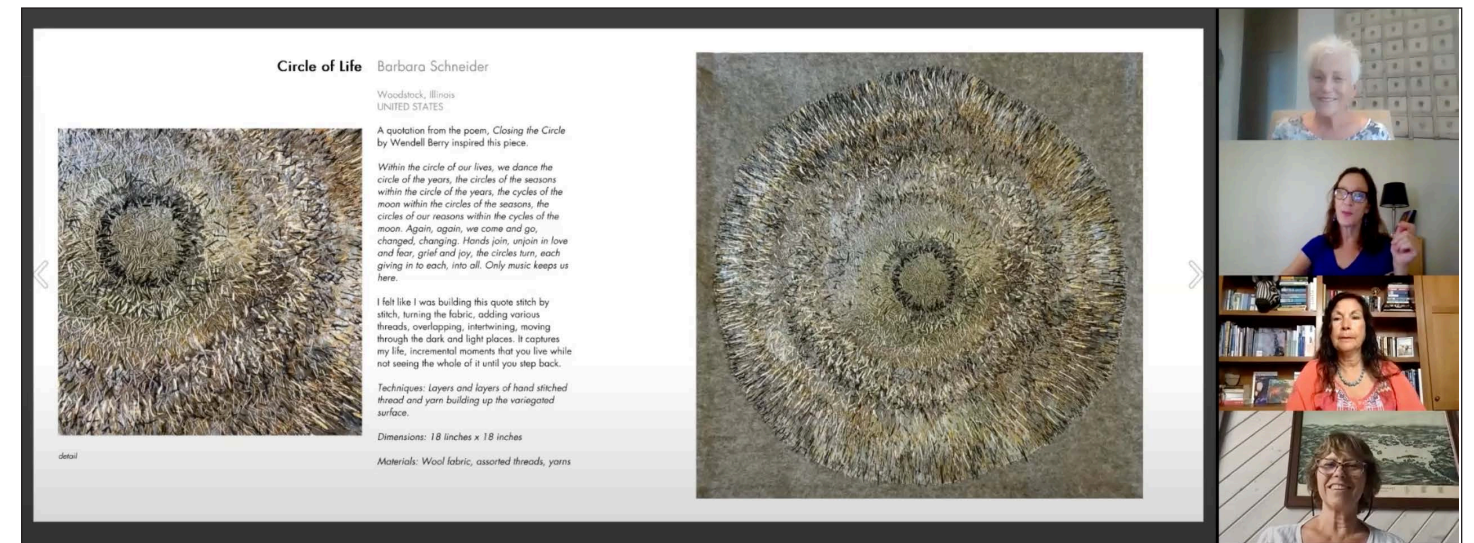 Circle of Life Barbara Schneider
Woodstock, Illinois
UNITED STATES
A quotation from the poem, Closing the Circle
by Wendell Berry inspired this piece.
Within the circle of our lives, we dance the
circle of the years, the circles of the seasons
within the circle of the years, the cycles of the
moon within the circles of the seasons, the
circles of our reasons within the cycles of the
moon. Again, again, we come and go,
changed, changing. Hands join, unjoin in love
and fear, grief and joy, the circles turn, each
giving in to each, into all. Only music keeps us
here.
I felt like I was building this quote stitch by
stitch, turning the fabric, adding various
threads, overlapping, intertwining, moving
through the dark and light places. It captures
my life, incremental moments that you live while
not seeing the whole of it until you step back.
Techniques: Layers and layers of hand stitched
thread and yarn building up the variegated
surface.
Dimensions: 18 Iinches x 18 inches
Materials: Wool fabric, assorted threads, yarns
detail